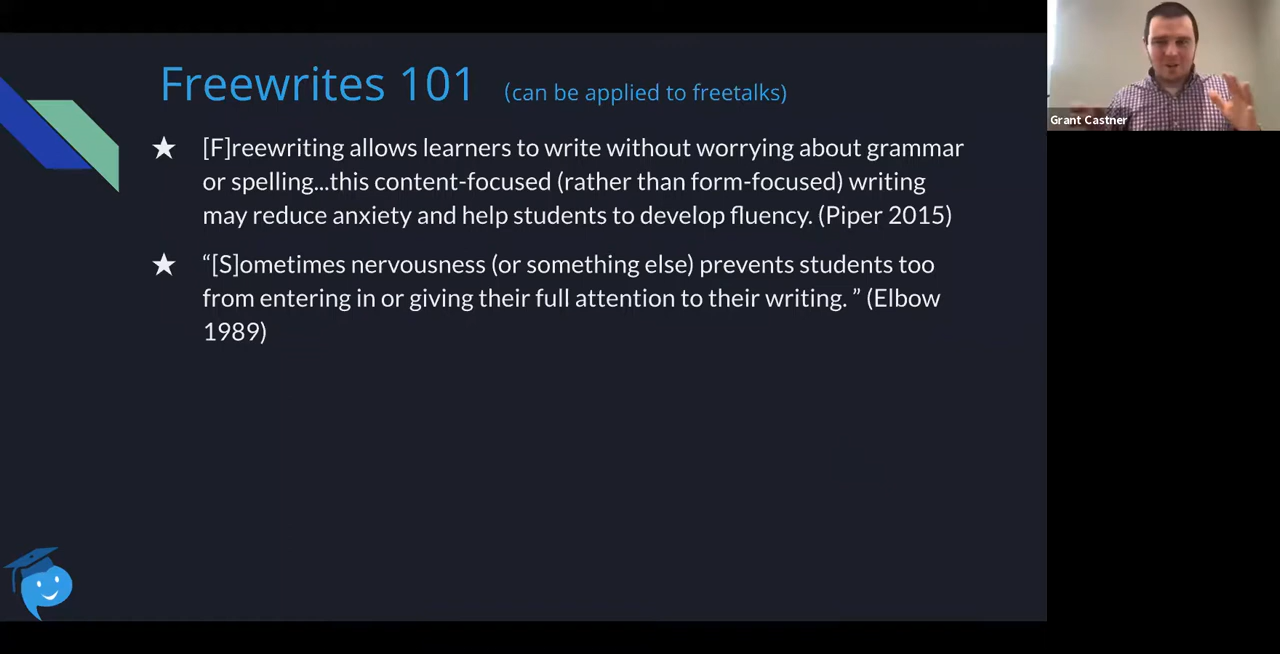 Freewrites 101 (can be applied to freetalks)
[F]reewriting allows learners to write without worrying about grammar
or spelling...this content-focused (rather than form-focused) writing
may reduce anxiety and help students to develop fluency. (Piper 2015)
“[S]ometimes nervousness (or something else) prevents students too
from entering in or giving their full attention to their writing. ” (Elbow
1989)
Grant Castner